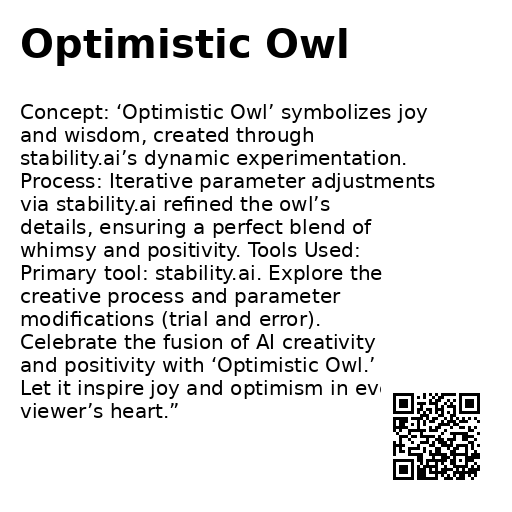 Optimistic Owl
Concept: ‘Optimistic Owl’ symbolizes joy
and wisdom, created through
stability.ai’s dynamic experimentation.
Process: Iterative parameter adjustments
via stability.ai refined the owl’s
details, ensuring a perfect blend of
whimsy and positivity. Tools Used:
Primary tool: stability.ai. Explore the
creative process and parameter
modifications (trial and error).
Celebrate the fusion of AI creativity
and positivity with ‘Optimistic Owl.’
Let it inspire joy and optimism in
viewer’s heart.”